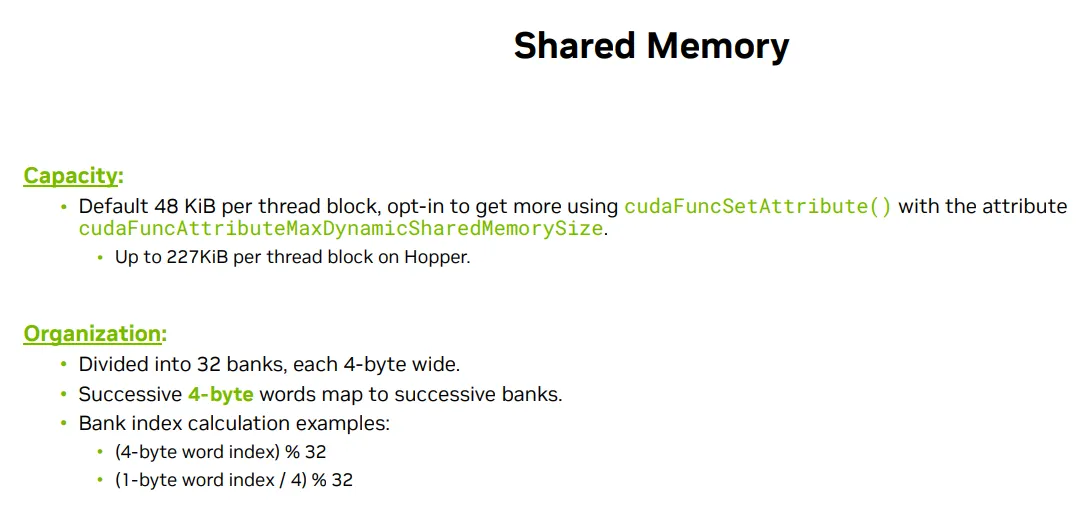 Shared Memory
Capacity:
• Default 48 KiB per thread block, opt-in to get more using cudaFuncSetAttribute() with the attribute
cudaFuncAttributeMaxDynamicSharedMemorySize.
• Up to 227KiB per thread block on Hopper.
Organization:
• Divided into 32 banks, each 4-byte wide.
• Successive 4-byte words map to successive banks.
• Bank index calculation examples:
• (4-byte word index) % 32
• (1-byte word index / 4) % 32